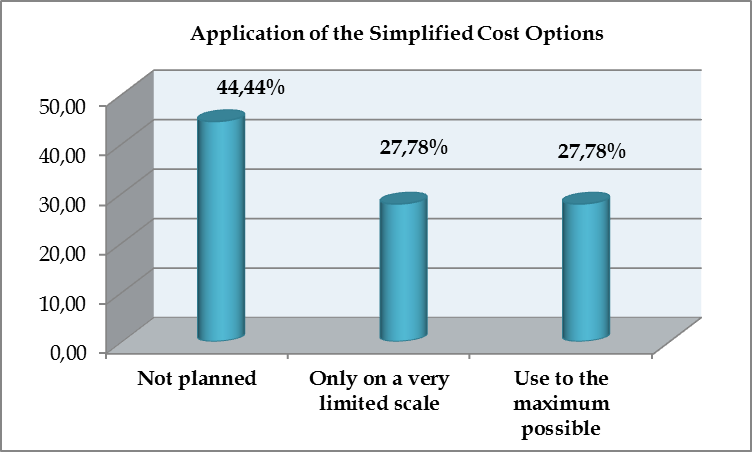 Application of the Simplified Cost Options
44,44%
27,78%
27,78%
50,00
40,00
30,00
20,00
10,00
0,00
Not planned
Only on a very
limited scale
Use to the
maximum
possible